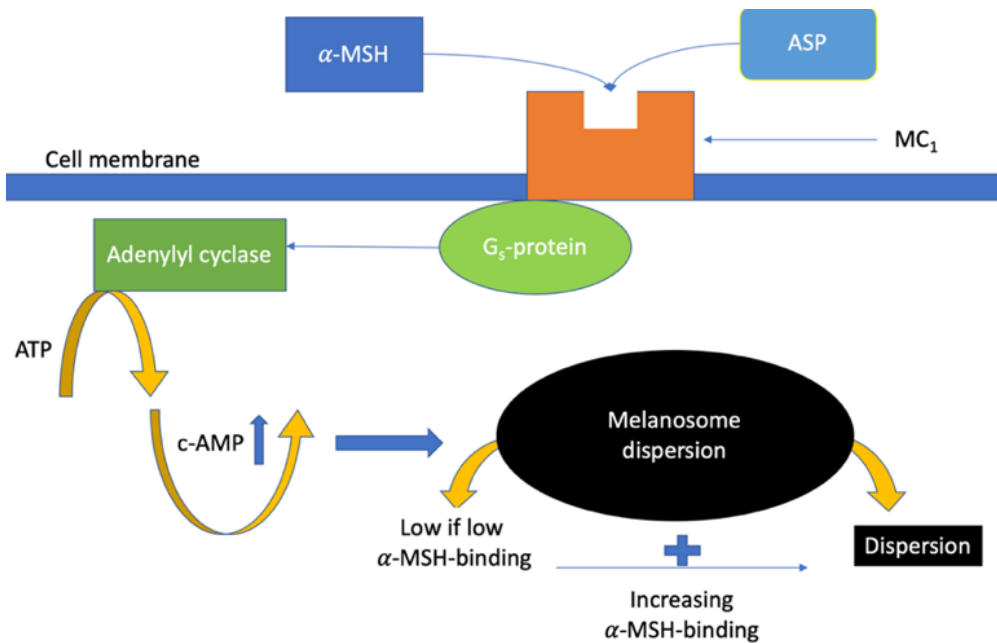 α-MSH
ASP
MC₁
Cell membrane
Adenylyl cyclase
Gₛ-protein
ATP
c-AMP
Melanosome
dispersion
Low if low
α-MSH-binding
Dispersion
Increasing
α-MSH-binding